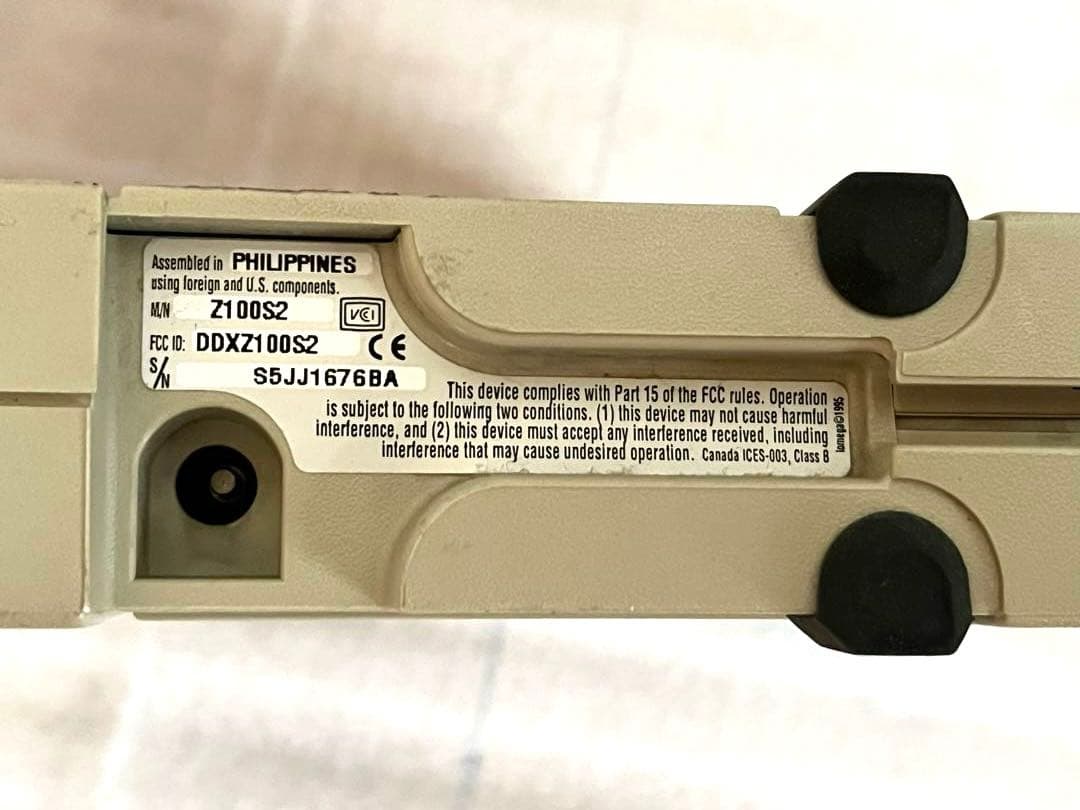 Assembled in PHILIPPINES
using foreign and U.S. components.
M/N Z100S2
VCI
FCC ID: DDXZ100S2 CE
S/N S5JJ1676BA
This device complies with Part 15 of the FCC rules. Operation
is subject to the following two conditions. (1) this device may not cause harmful
interference, and (2) this device must accept any interference received, including
interference that may cause undesired operation. Canada ICES-003, Class B
Iomega©1995